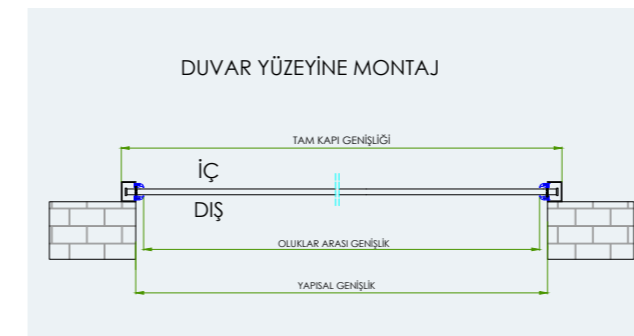 DUVAR YÜZEYİNE MONTAJ
TAM KAPI GENİŞLİĞİ
İÇ
DIŞ
OLUKLAR ARASI GENİŞLİK
YAPISAL GENİŞLİK